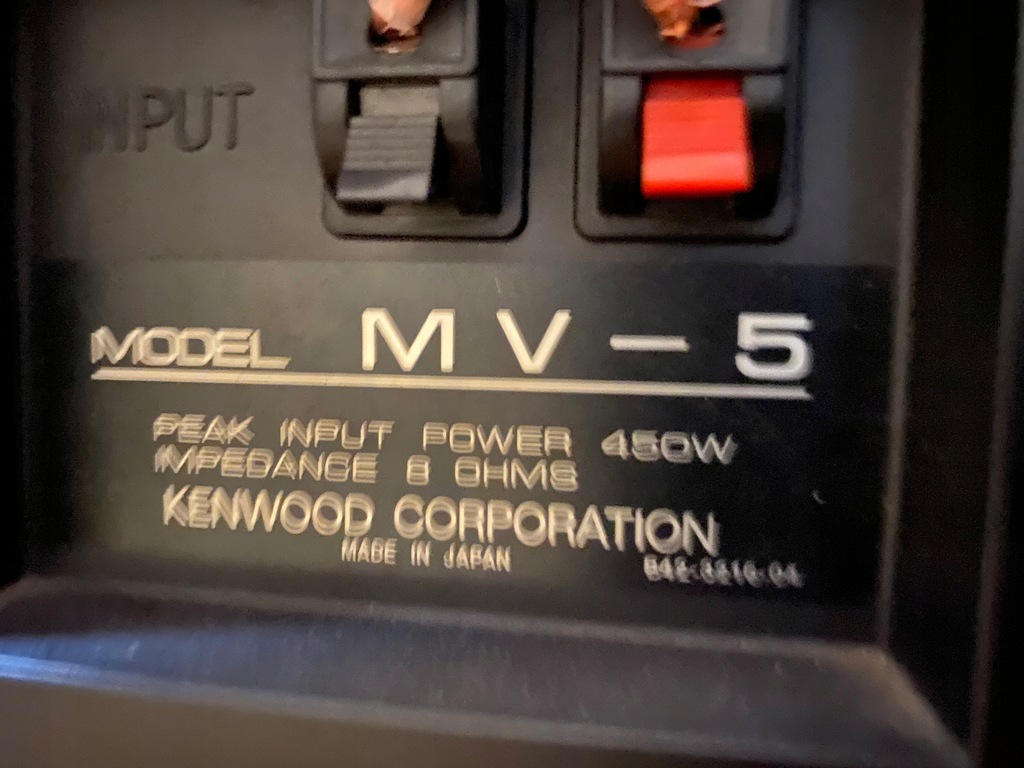 INPUT
MODEL MV-5
PEAK INPUT POWER 450W
IMPEDANCE 8 OHMS
KENWOOD CORPORATION
MADE IN JAPAN